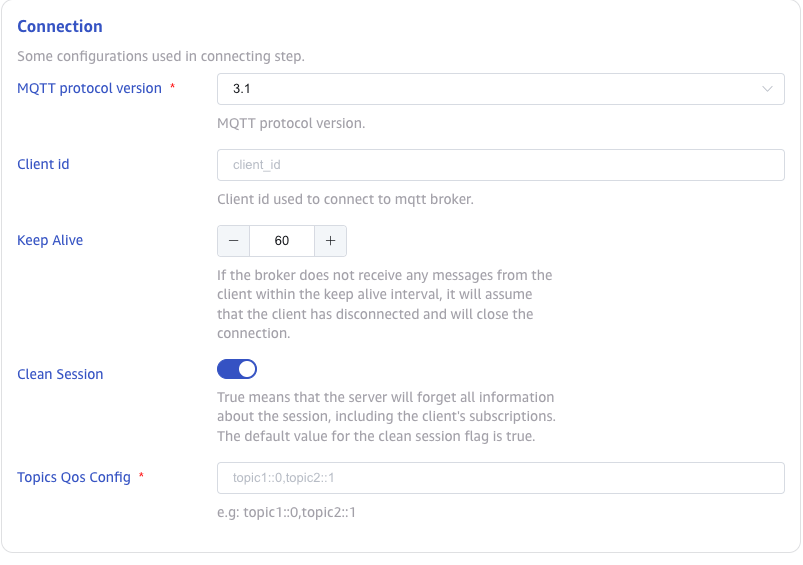 Connection
Some configurations used in connecting step.
MQTT protocol version *
3.1
MQTT protocol version.
Client id
client_id
Client id used to connect to mqtt broker.
Keep Alive
60
If the broker does not receive any messages from the
client within the keep alive interval, it will assume
that the client has disconnected and will close the
connection.
Clean Session
True means that the server will forget all information
about the session, including the client's subscriptions.
The default value for the clean session flag is true.
Topics Qos Config *
topic1::0,topic2::1
e.g: topic1::0,topic2::1